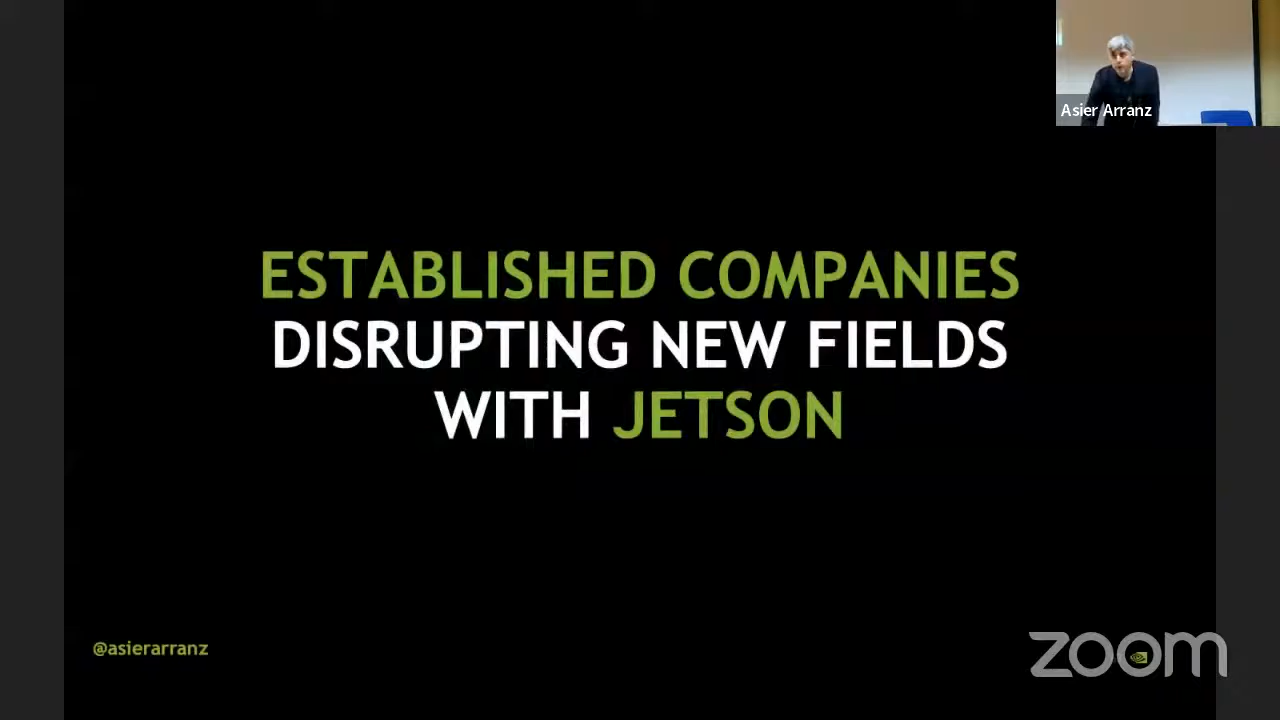 Asier Arranz
ESTABLISHED COMPANIES
DISRUPTING NEW FIELDS
WITH JETSON
@asierarranz
zoom